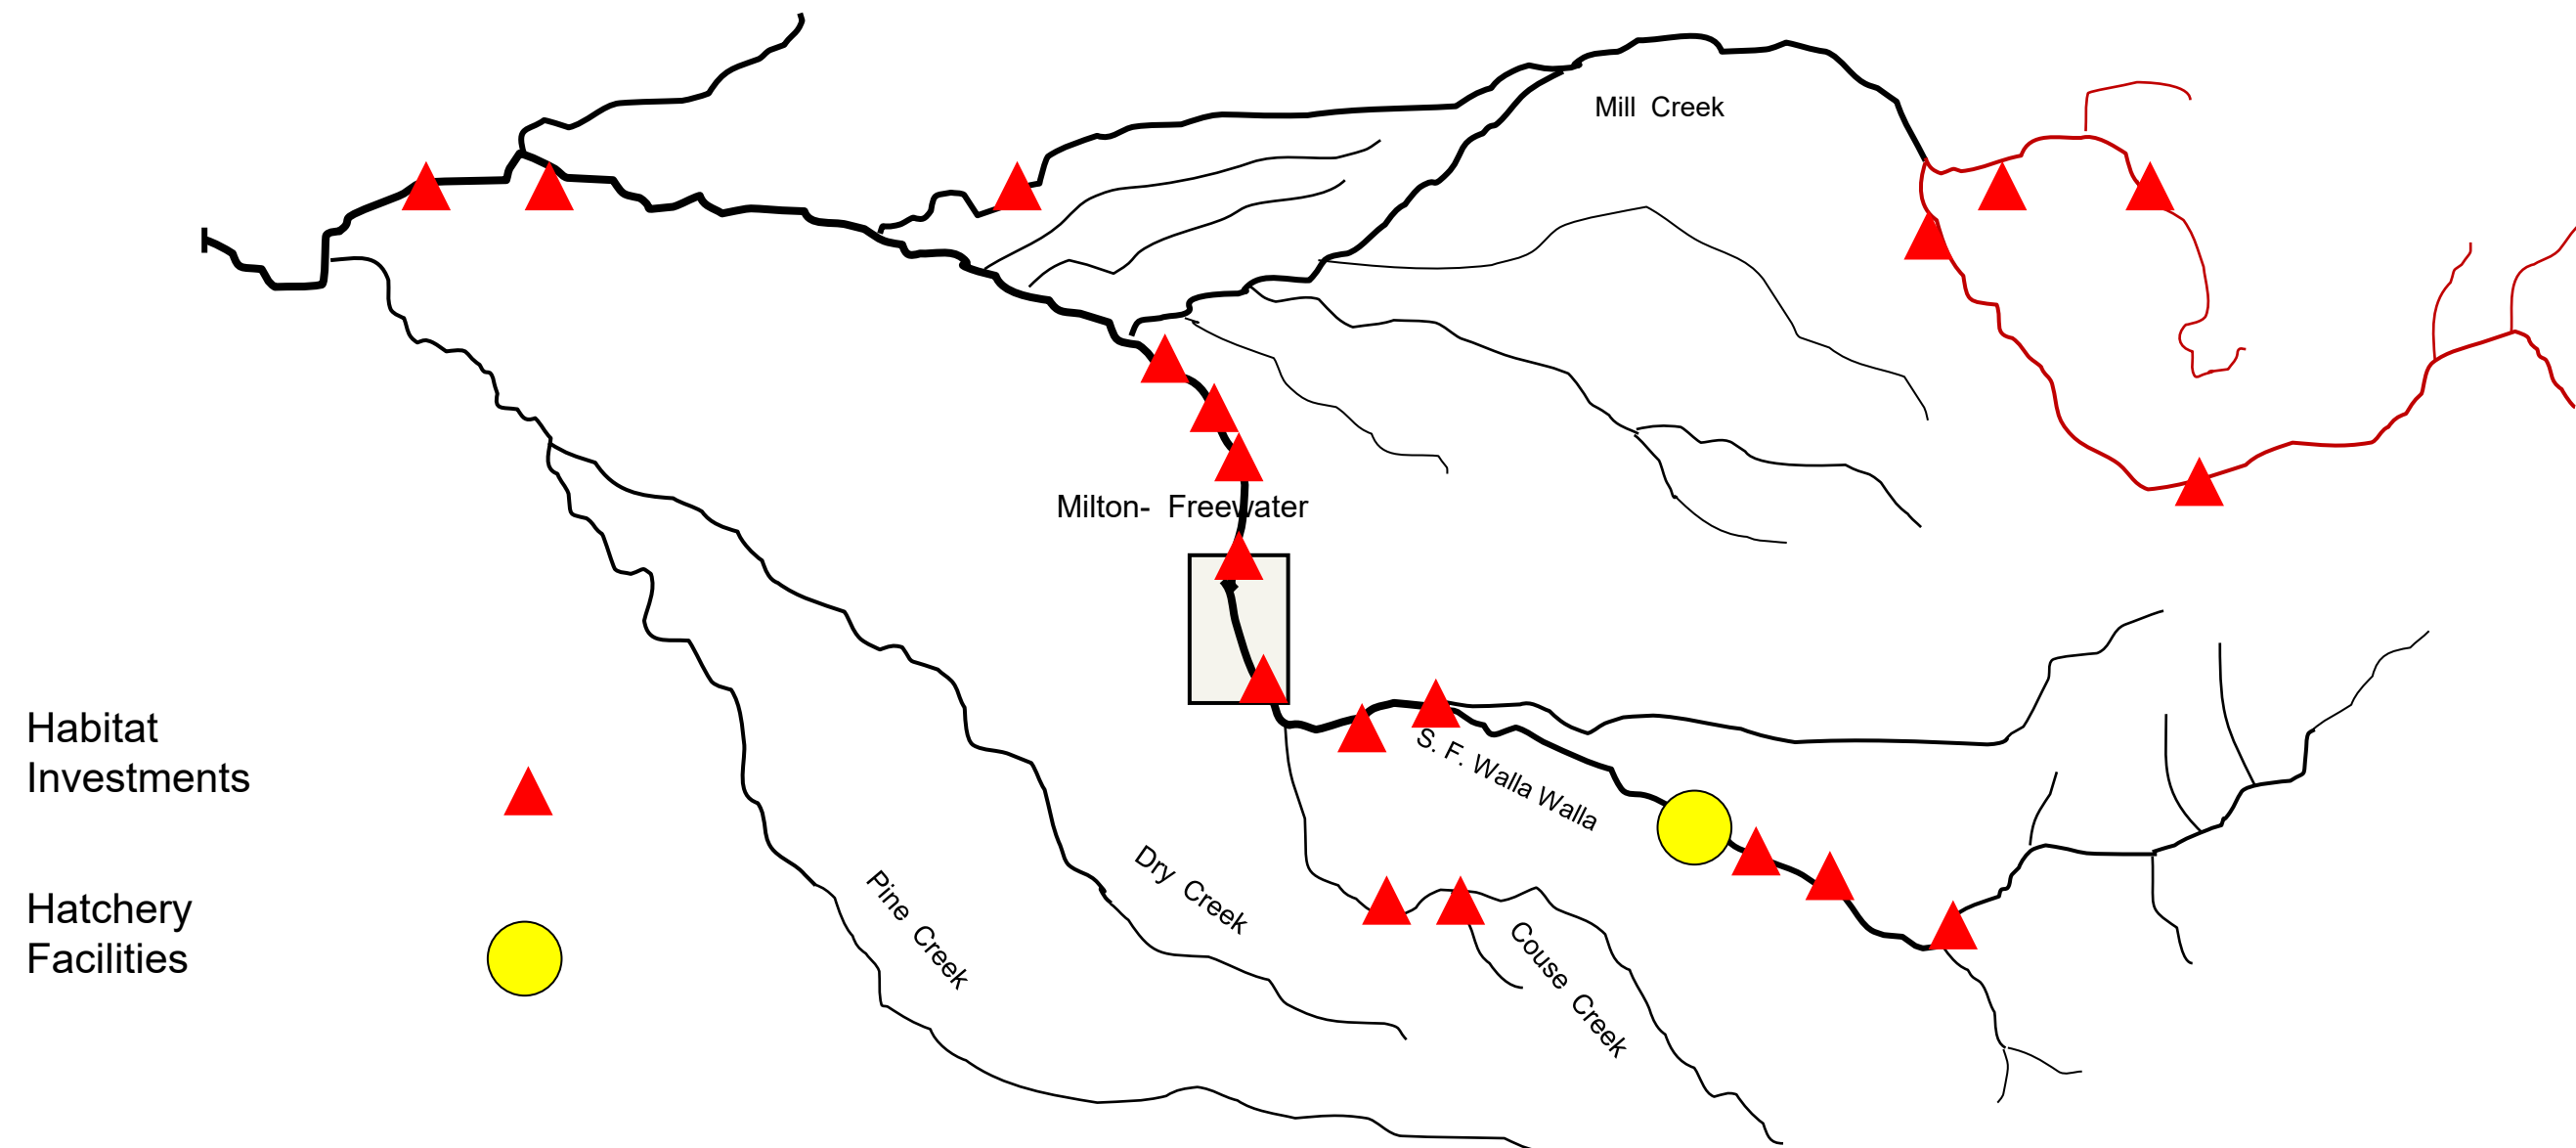 Mill Creek
Milton- Freewater
Habitat
Investments
S. F. Walla Walla
Hatchery
Facilities
Pine Creek
Dry Creek
Couse Creek